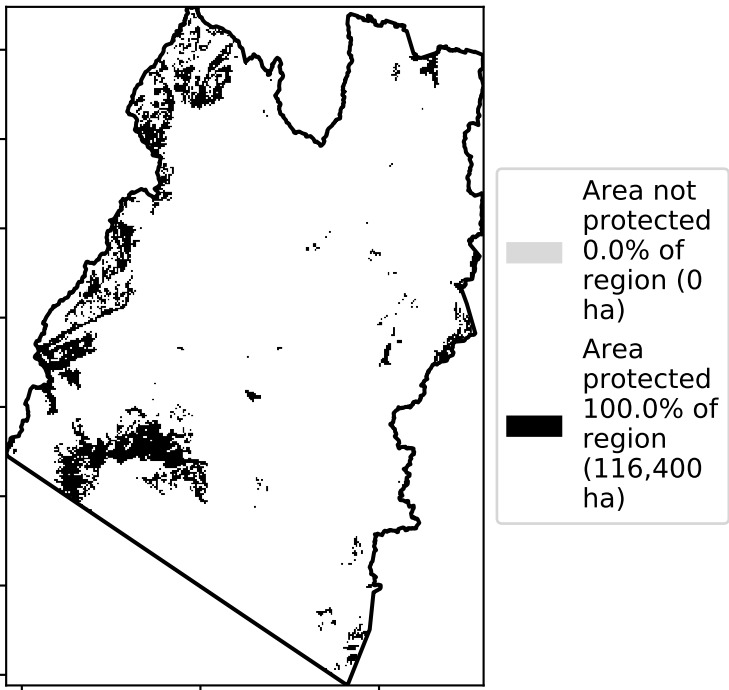 Area not
protected
0.0% of
region (0
ha)
Area
protected
100.0% of
region
(116,400
ha)